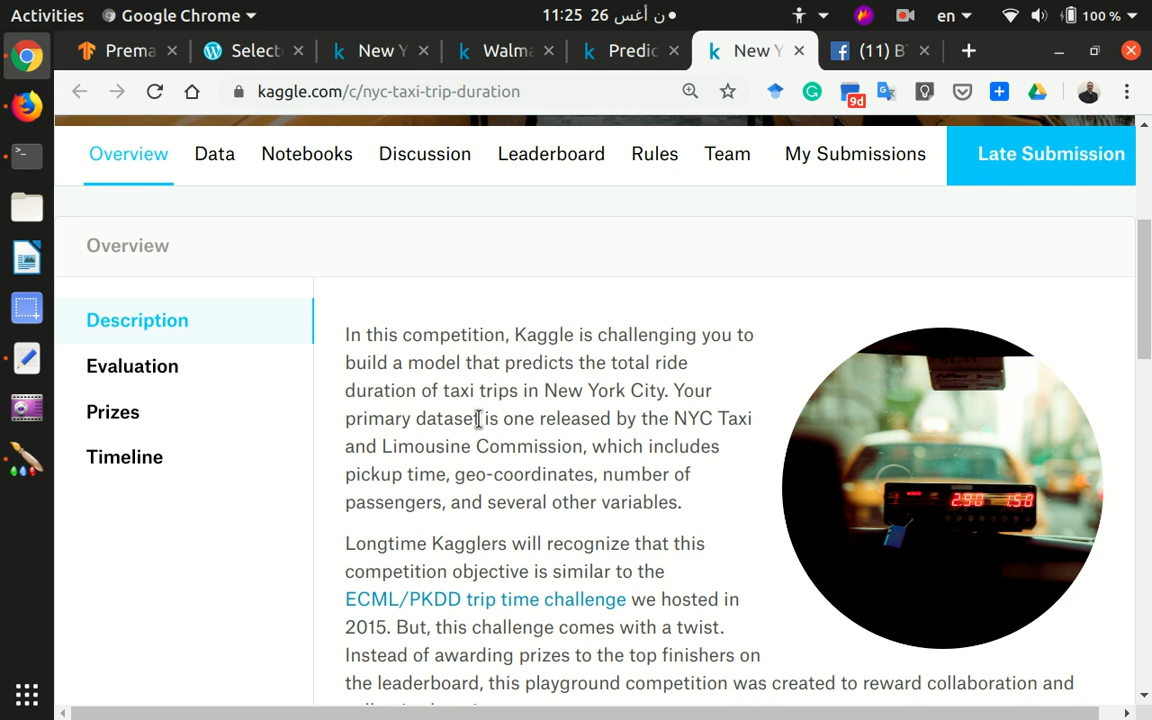 Activities Google Chrome 11:25 26 ن أغس en 100 %
Prema Select New Y Walma Predic New Y (11) B
kaggle.com/c/nyc-taxi-trip-duration 9d
Overview Data Notebooks Discussion Leaderboard Rules Team My Submissions Late Submission
Overview
Description
Evaluation
Prizes
Timeline
In this competition, Kaggle is challenging you to
build a model that predicts the total ride
duration of taxi trips in New York City. Your
primary dataset is one released by the NYC Taxi
and Limousine Commission, which includes
pickup time, geo-coordinates, number of
passengers, and several other variables.
Longtime Kagglers will recognize that this
competition objective is similar to the
ECML/PKDD trip time challenge we hosted in
2015. But, this challenge comes with a twist.
Instead of awarding prizes to the top finishers on
the leaderboard, this playground competition was created to reward collaboration and
2.90 1.50